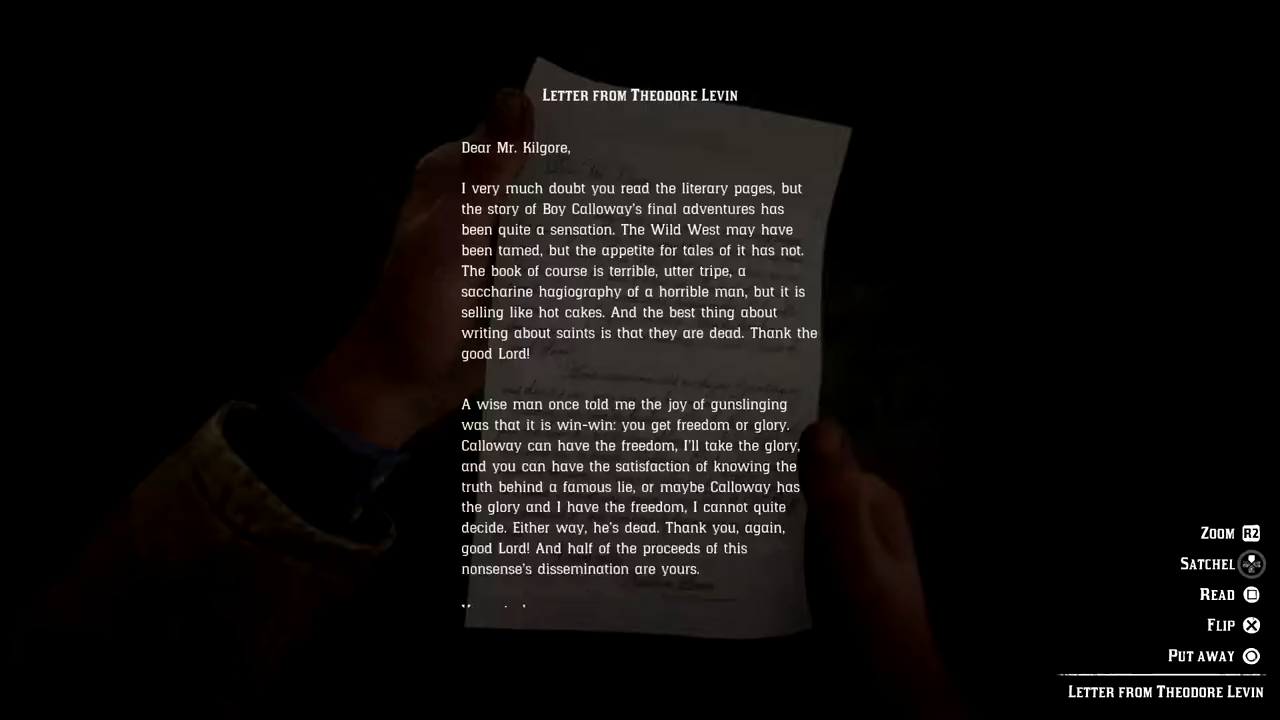 Letter from Theodore Levin
Dear Mr. Kilgore,
I very much doubt you read the literary pages, but
the story of Boy Calloway's final adventures has
been quite a sensation. The Wild West may have
been tamed, but the appetite for tales of it has not.
The book of course is terrible, utter tripe, a
saccharine hagiography of a horrible man, but it is
selling like hot cakes. And the best thing about
writing about saints is that they are dead. Thank the
good Lord!
A wise man once told me the joy of gunslinging
was that it is win-win: you get freedom or glory.
Calloway can have the freedom, I'll take the glory,
and you can have the satisfaction of knowing the
truth behind a famous lie, or maybe Calloway has
the glory and I have the freedom, I cannot quite
decide. Either way, he's dead. Thank you, again,
good Lord! And half of the proceeds of this
nonsense's dissemination are yours.
Zoom R2
Satchel
Read
Flip
Put away
Letter from Theodore Levin